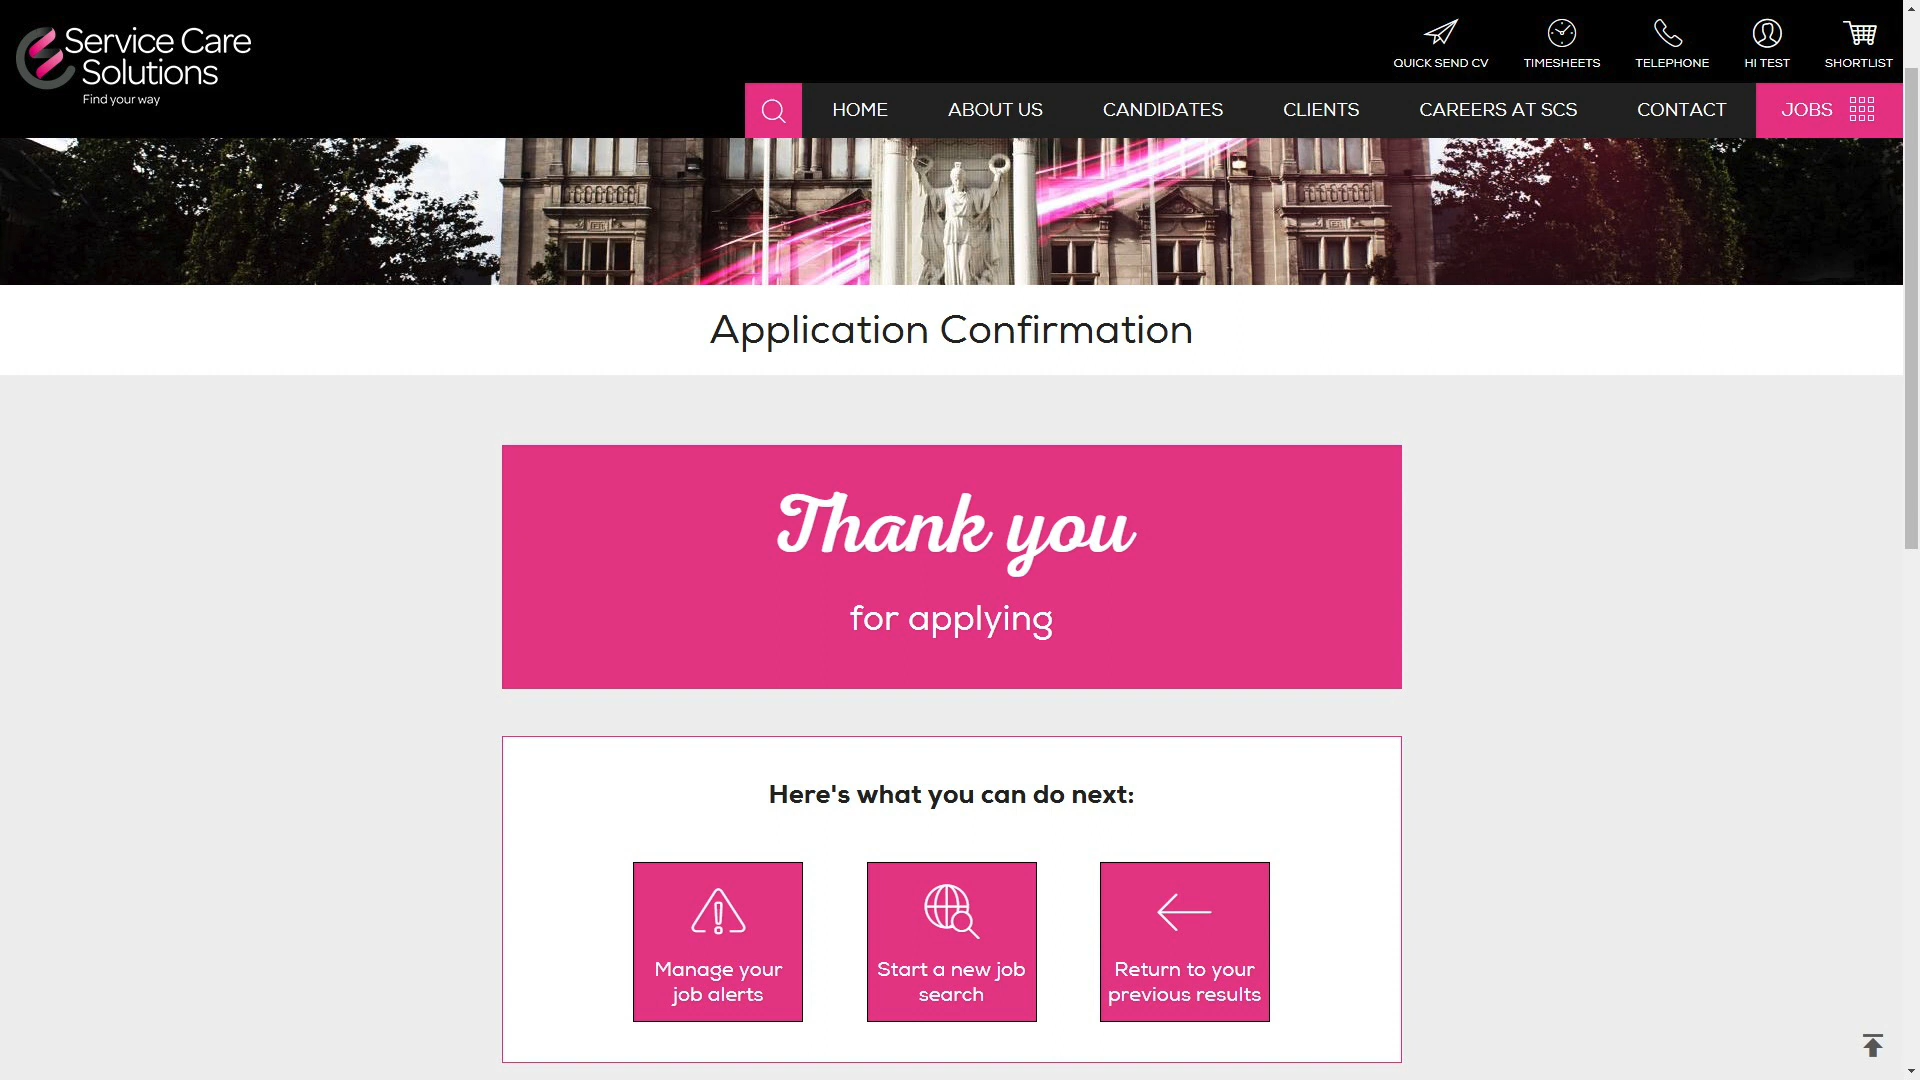 Service Care
Solutions
Find your way
QUICK SEND CV
TIMESHEETS
TELEPHONE
HI TEST
SHORTLIST
HOME
ABOUT US
CANDIDATES
CLIENTS
CAREERS AT SCS
CONTACT
JOBS
Application Confirmation
Thank you
for applying
Here's what you can do next:
Manage your
job alerts
Start a new job
search
Return to your
previous results